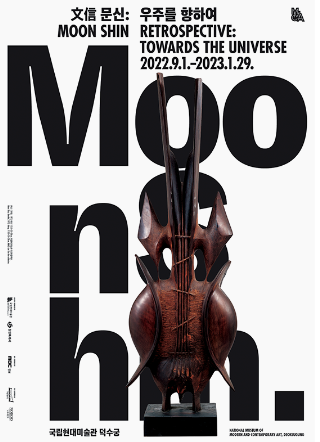 文信 문신: 우주를 향하여
MOON SHIN RETROSPECTIVE:
TOWARDS THE UNIVERSE
2022.9.1.–2023.1.29.
Moo
n
h n.
국립현대미술관 덕수궁
NATIONAL MUSEUM OF
MODERN AND CONTEMPORARY ART, DEOKSUGUNG